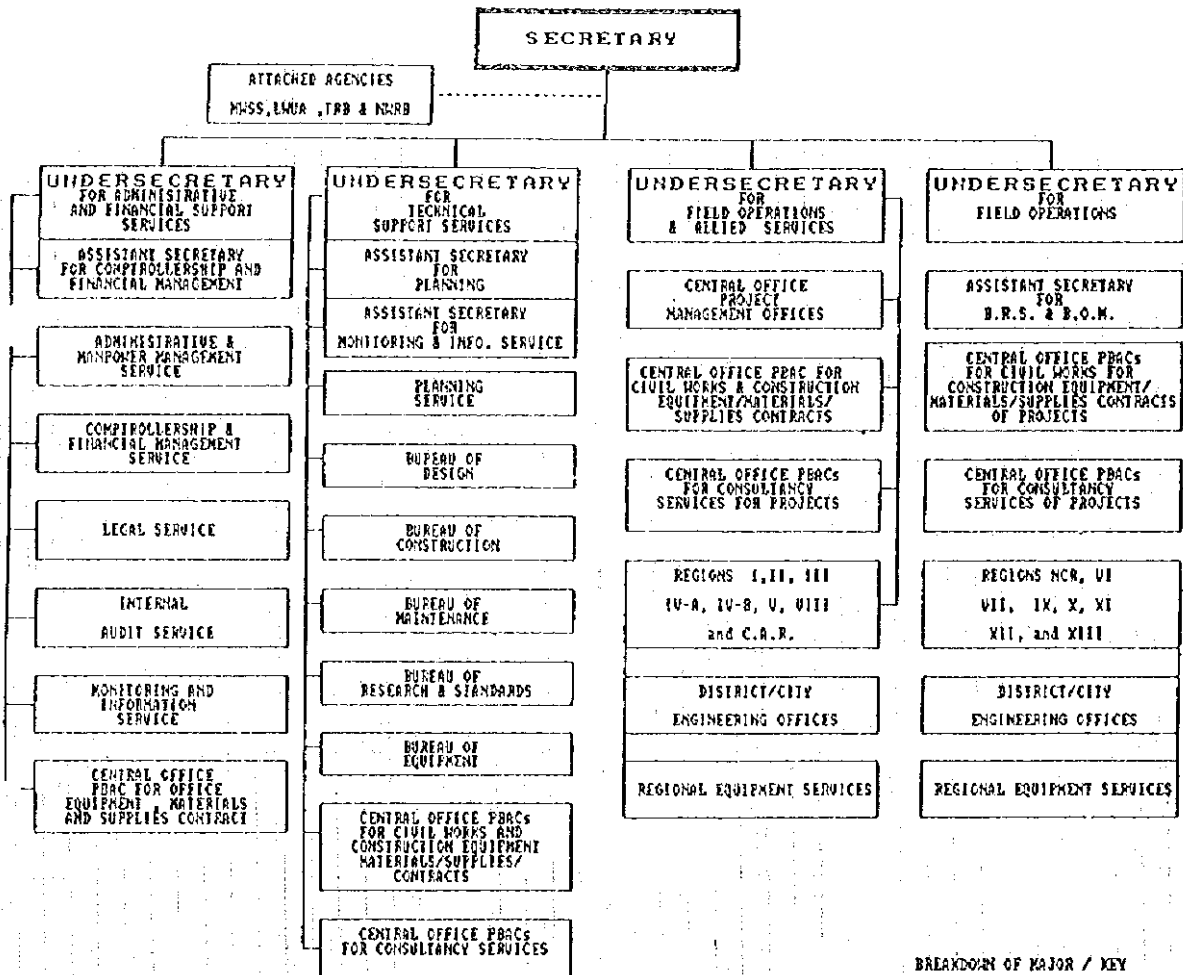 SECRETARY
ATTACHED AGENCIES
MWSS,LWUA ,TRB & NWRB
UNDERSECRETARY
FOR ADMINISTRATIVE
AND FINANCIAL SUPPORT
SERVICES
ASSISTANT SECRETARY
FOR COMPTROLLERSHIP AND
FINANCIAL MANAGEMENT
ADMINISTRATIVE &
MANPOWER MANAGEMENT
SERVICE
COMPTROLLERSHIP &
FINANCIAL MANAGEMENT
SERVICE
LEGAL SERVICE
INTERNAL
AUDIT SERVICE
MONITORING AND
INFORMATION
SERVICE
CENTRAL OFFICE
PBAC FOR OFFICE
EQUIPMENT , MATERIALS
AND SUPPLIES CONTRACT
UNDERSECRETARY
FOR
TECHNICAL
SUPPORT SERVICES
ASSISTANT SECRETARY
FOR
PLANNING
ASSISTANT SECRETARY
FOR
MONITORING & INFO. SERVICE
PLANNING
SERVICE
BUREAU OF
DESIGN
BUREAU OF
CONSTRUCTION
BUREAU OF
MAINTENANCE
BUREAU OF
RESEARCH & STANDARDS
BUREAU OF
EQUIPMENT
CENTRAL OFFICE PBACs
FOR CIVIL WORKS AND
CONSTRUCTION EQUIPMENT
MATERIALS/SUPPLIES/
CONTRACTS
CENTRAL OFFICE PBACs
FOR CONSULTANCY SERVICES
UNDERSECRETARY
FOR
FIELD OPERATIONS
& ALLIED SERVICES
CENTRAL OFFICE
PROJECT
MANAGEMENT OFFICES
CENTRAL OFFICE PBAC FOR
CIVIL WORKS & CONSTRUCTION
EQUIPMENT/MATERIALS/
SUPPLIES CONTRACTS
CENTRAL OFFICE PBACs
FOR CONSULTANCY
SERVICES FOR PROJECTS
REGIONS I,II, III
IV-A, IV-B, V, VIII
and C.A.R.
DISTRICT/CITY
ENGINEERING OFFICES
REGIONAL EQUIPMENT SERVICES
UNDERSECRETARY
FOR
FIELD OPERATIONS
ASSISTANT SECRETARY
FOR
B.R.S. & B.O.M.
CENTRAL OFFICE PBACs
FOR CIVIL WORKS FOR
CONSTRUCTION EQUIPMENT/
MATERIALS/SUPPLIES CONTRACTS
OF PROJECTS
CENTRAL OFFICE PBACs
FOR CONSULTANCY
SERVICES OF PROJECTS
REGIONS NCR, VI
VII, IX, X, XI
XII, and XIII
DISTRICT/CITY
ENGINEERING OFFICES
REGIONAL EQUIPMENT SERVICES
BREAKDOWN OF MAJOR / KEY